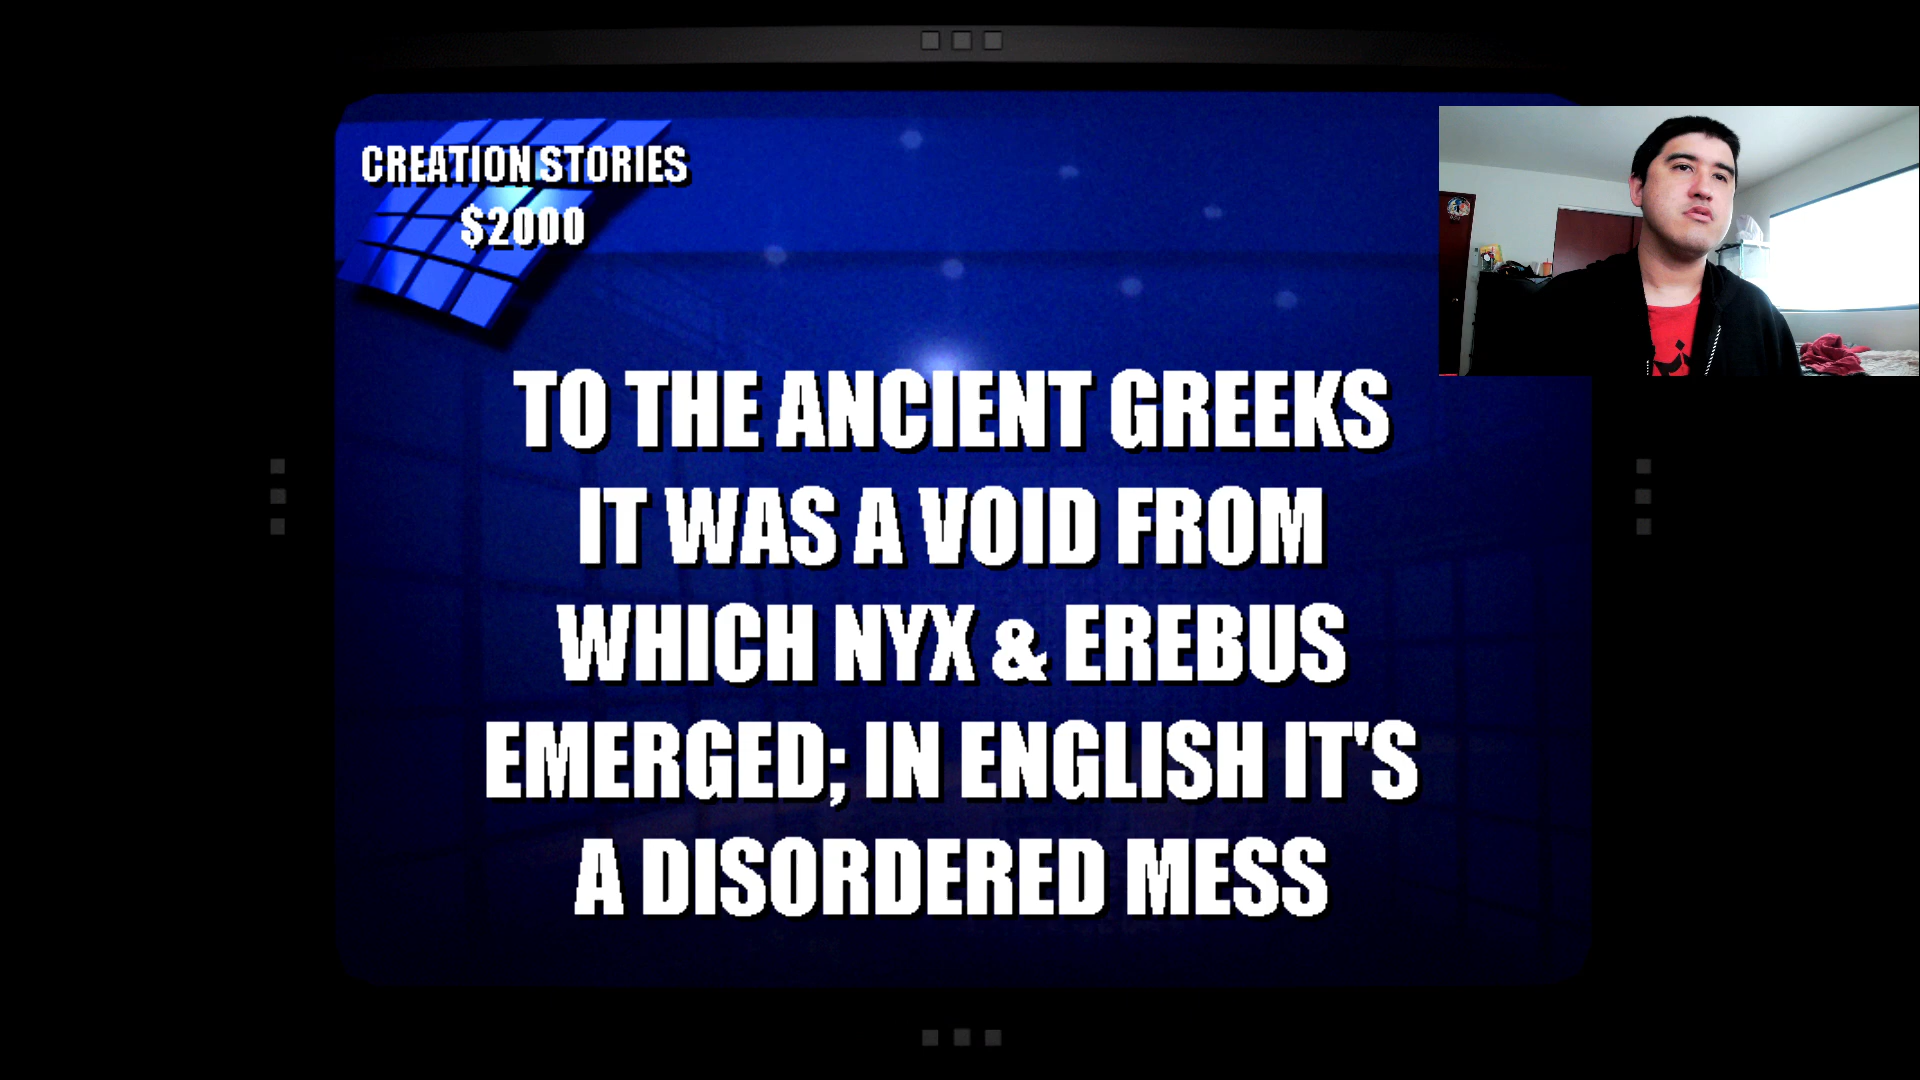 CREATION STORIES
$2000
TO THE ANCIENT GREEKS
IT WAS A VOID FROM
WHICH NYX & EREBUS
EMERGED; IN ENGLISH IT'S
A DISORDERED MESS